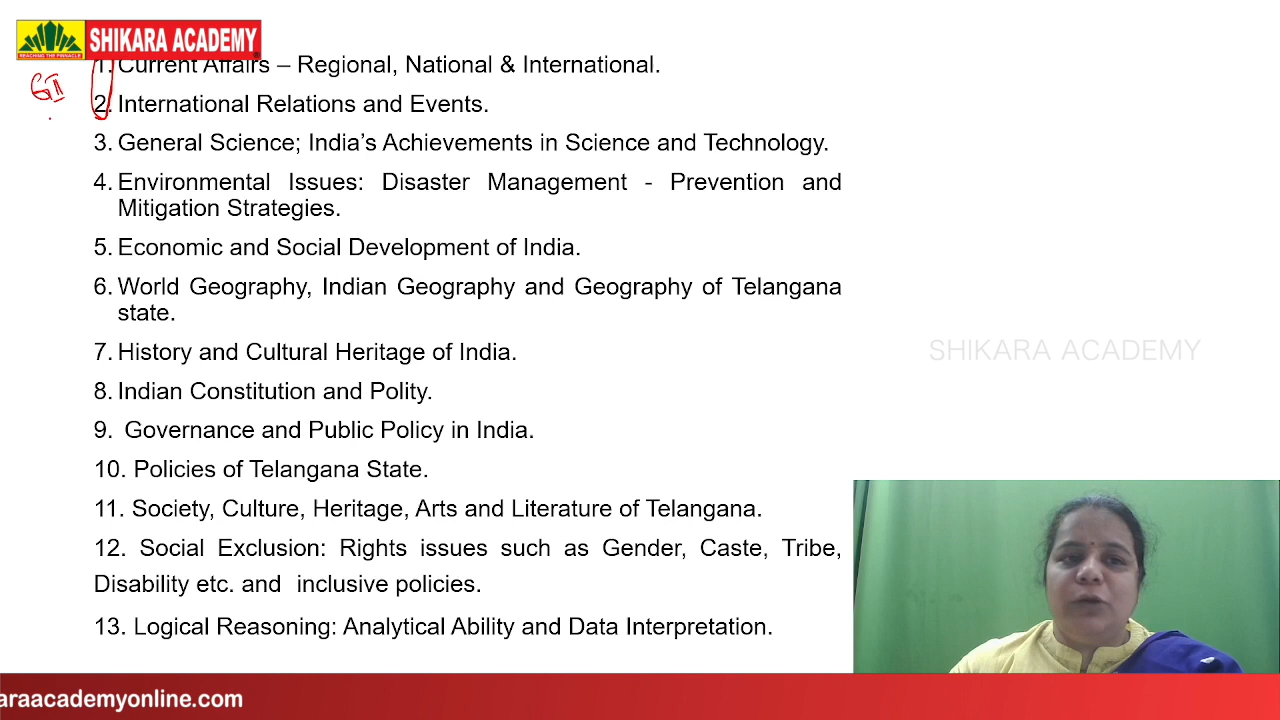 SHIKARA ACADEMY
REACHING THE PINNACLE
1. Current Affairs – Regional, National & International.
GII
2. International Relations and Events.
3. General Science; India’s Achievements in Science and Technology.
4. Environmental Issues: Disaster Management - Prevention and
Mitigation Strategies.
5. Economic and Social Development of India.
6. World Geography, Indian Geography and Geography of Telangana
state.
7. History and Cultural Heritage of India.
SHIKARA ACADEMY
8. Indian Constitution and Polity.
9. Governance and Public Policy in India.
10. Policies of Telangana State.
11. Society, Culture, Heritage, Arts and Literature of Telangana.
12. Social Exclusion: Rights issues such as Gender, Caste, Tribe,
Disability etc. and inclusive policies.
13. Logical Reasoning: Analytical Ability and Data Interpretation.
araacademyonline.com